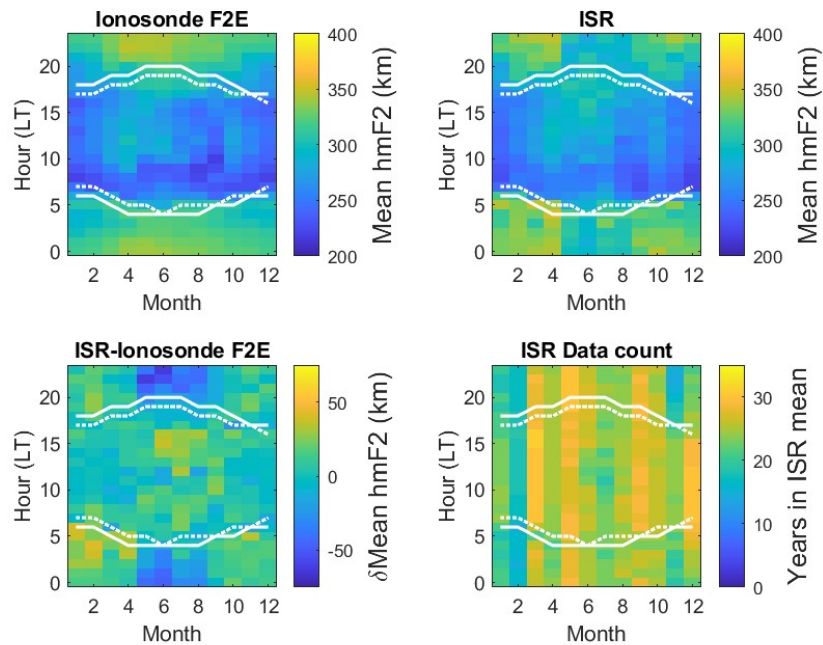 Ionosonde F2E
20
15
10
5
0
Hour (LT)
2 4 6 8 10 12
Month
400
350
300
250
200
Mean hmF2 (km)
ISR
20
15
10
5
0
Hour (LT)
2 4 6 8 10 12
Month
400
350
300
250
200
Mean hmF2 (km)
ISR-Ionosonde F2E
20
15
10
5
0
Hour (LT)
2 4 6 8 10 12
Month
50
0
-50
δMean hmF2 (km)
ISR Data count
20
15
10
5
0
Hour (LT)
2 4 6 8 10 12
Month
30
20
10
0
Years in ISR mean